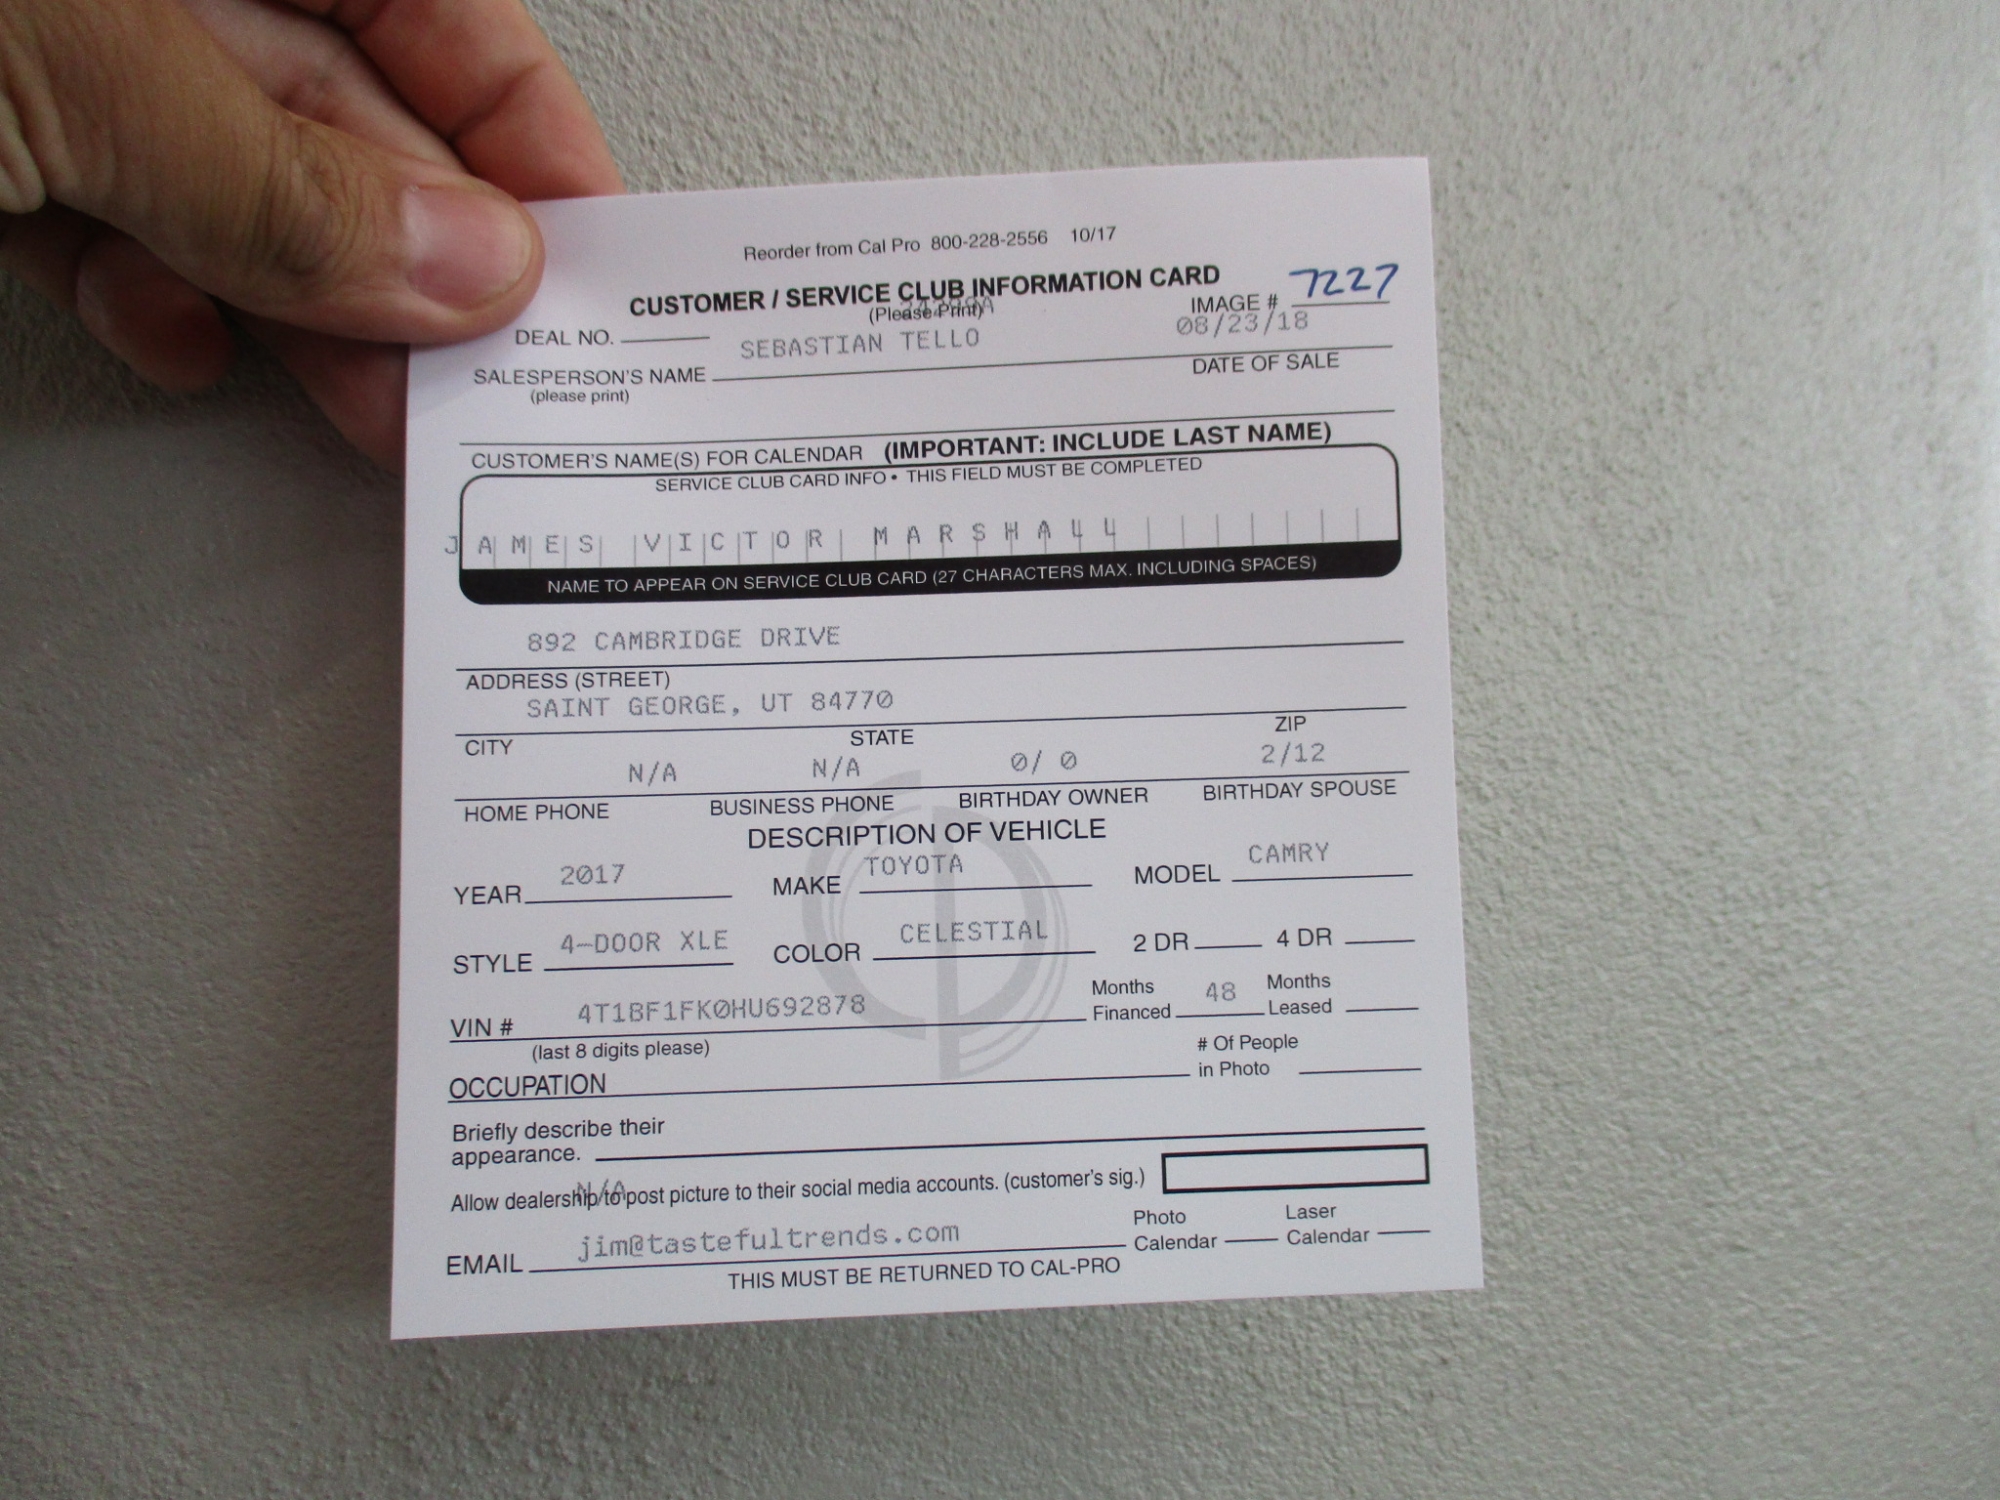 Reorder from Cal Pro 800-228-2556 10/17
CUSTOMER / SERVICE CLUB INFORMATION CARD
(Please Print)
IMAGE # 7227
DEAL NO.
SEBASTIAN TELLO 08/23/18
SALESPERSON'S NAME DATE OF SALE
(please print)
CUSTOMER'S NAME(S) FOR CALENDAR (IMPORTANT: INCLUDE LAST NAME)
SERVICE CLUB CARD INFO • THIS FIELD MUST BE COMPLETED
JAMES VICTOR MARSHALL
NAME TO APPEAR ON SERVICE CLUB CARD (27 CHARACTERS MAX. INCLUDING SPACES)
892 CAMBRIDGE DRIVE
ADDRESS (STREET)
SAINT GEORGE, UT 84770
CITY STATE ZIP
N/A N/A 0/ 0 2/12
HOME PHONE BUSINESS PHONE BIRTHDAY OWNER BIRTHDAY SPOUSE
DESCRIPTION OF VEHICLE
YEAR 2017 MAKE TOYOTA MODEL CAMRY
STYLE 4-DOOR XLE COLOR CELESTIAL 2 DR 4 DR
VIN # 4T1BF1FK0HU692878 Months Financed 48 Months Leased
(last 8 digits please)
OCCUPATION # Of People in Photo
Briefly describe their
appearance.
N/A
Allow dealership to post picture to their social media accounts. (customer's sig.)
EMAIL jim@tastefultrends.com Photo Calendar Laser Calendar
THIS MUST BE RETURNED TO CAL-PRO